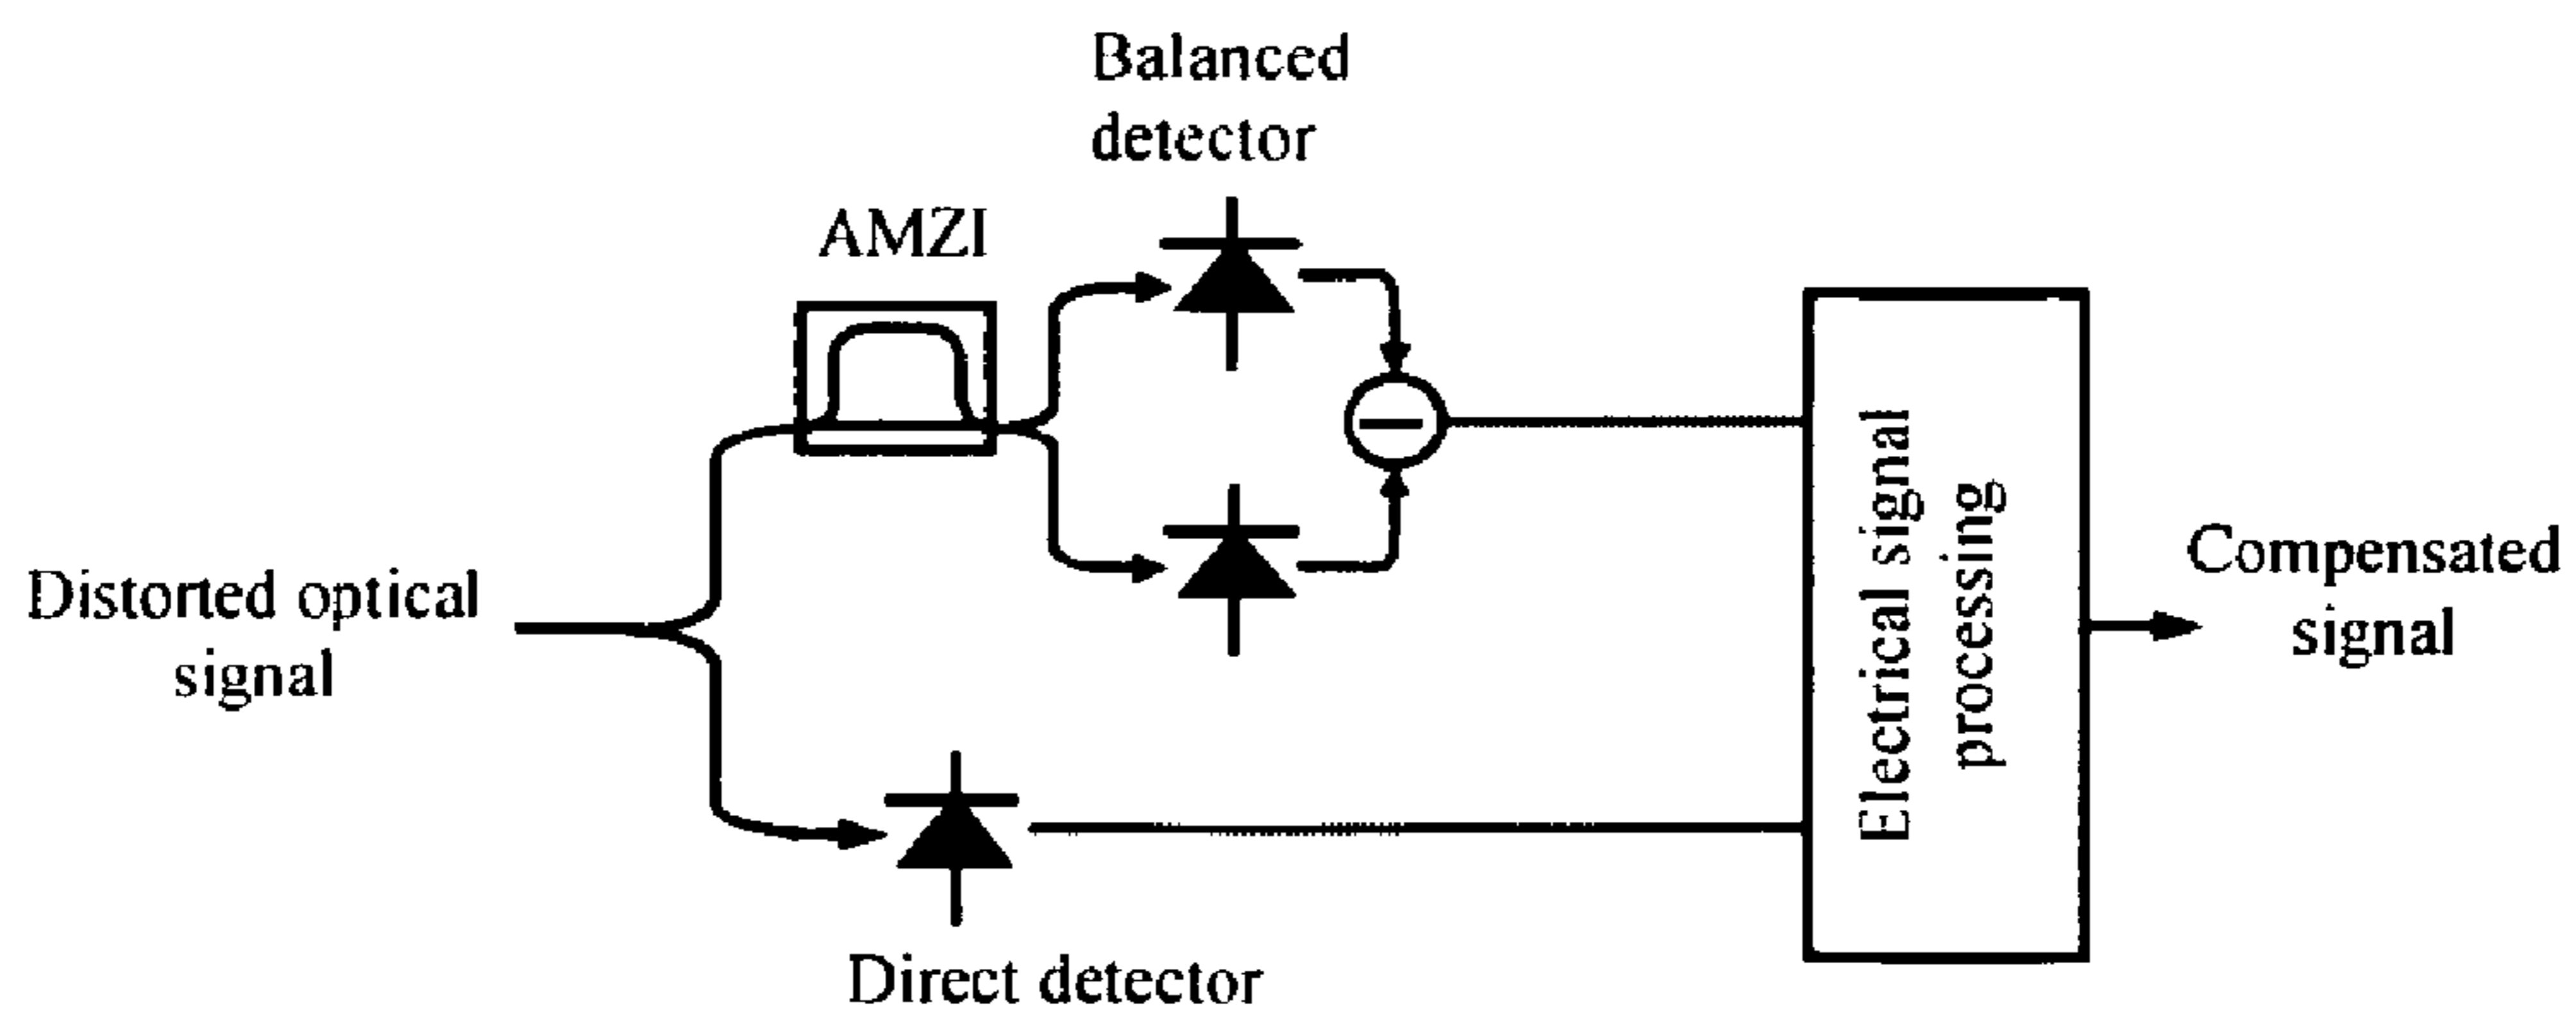 Balanced
detector
AMZI
Distorted optical
signal
Electrical signal
processing
Compensated
signal
Direct detector